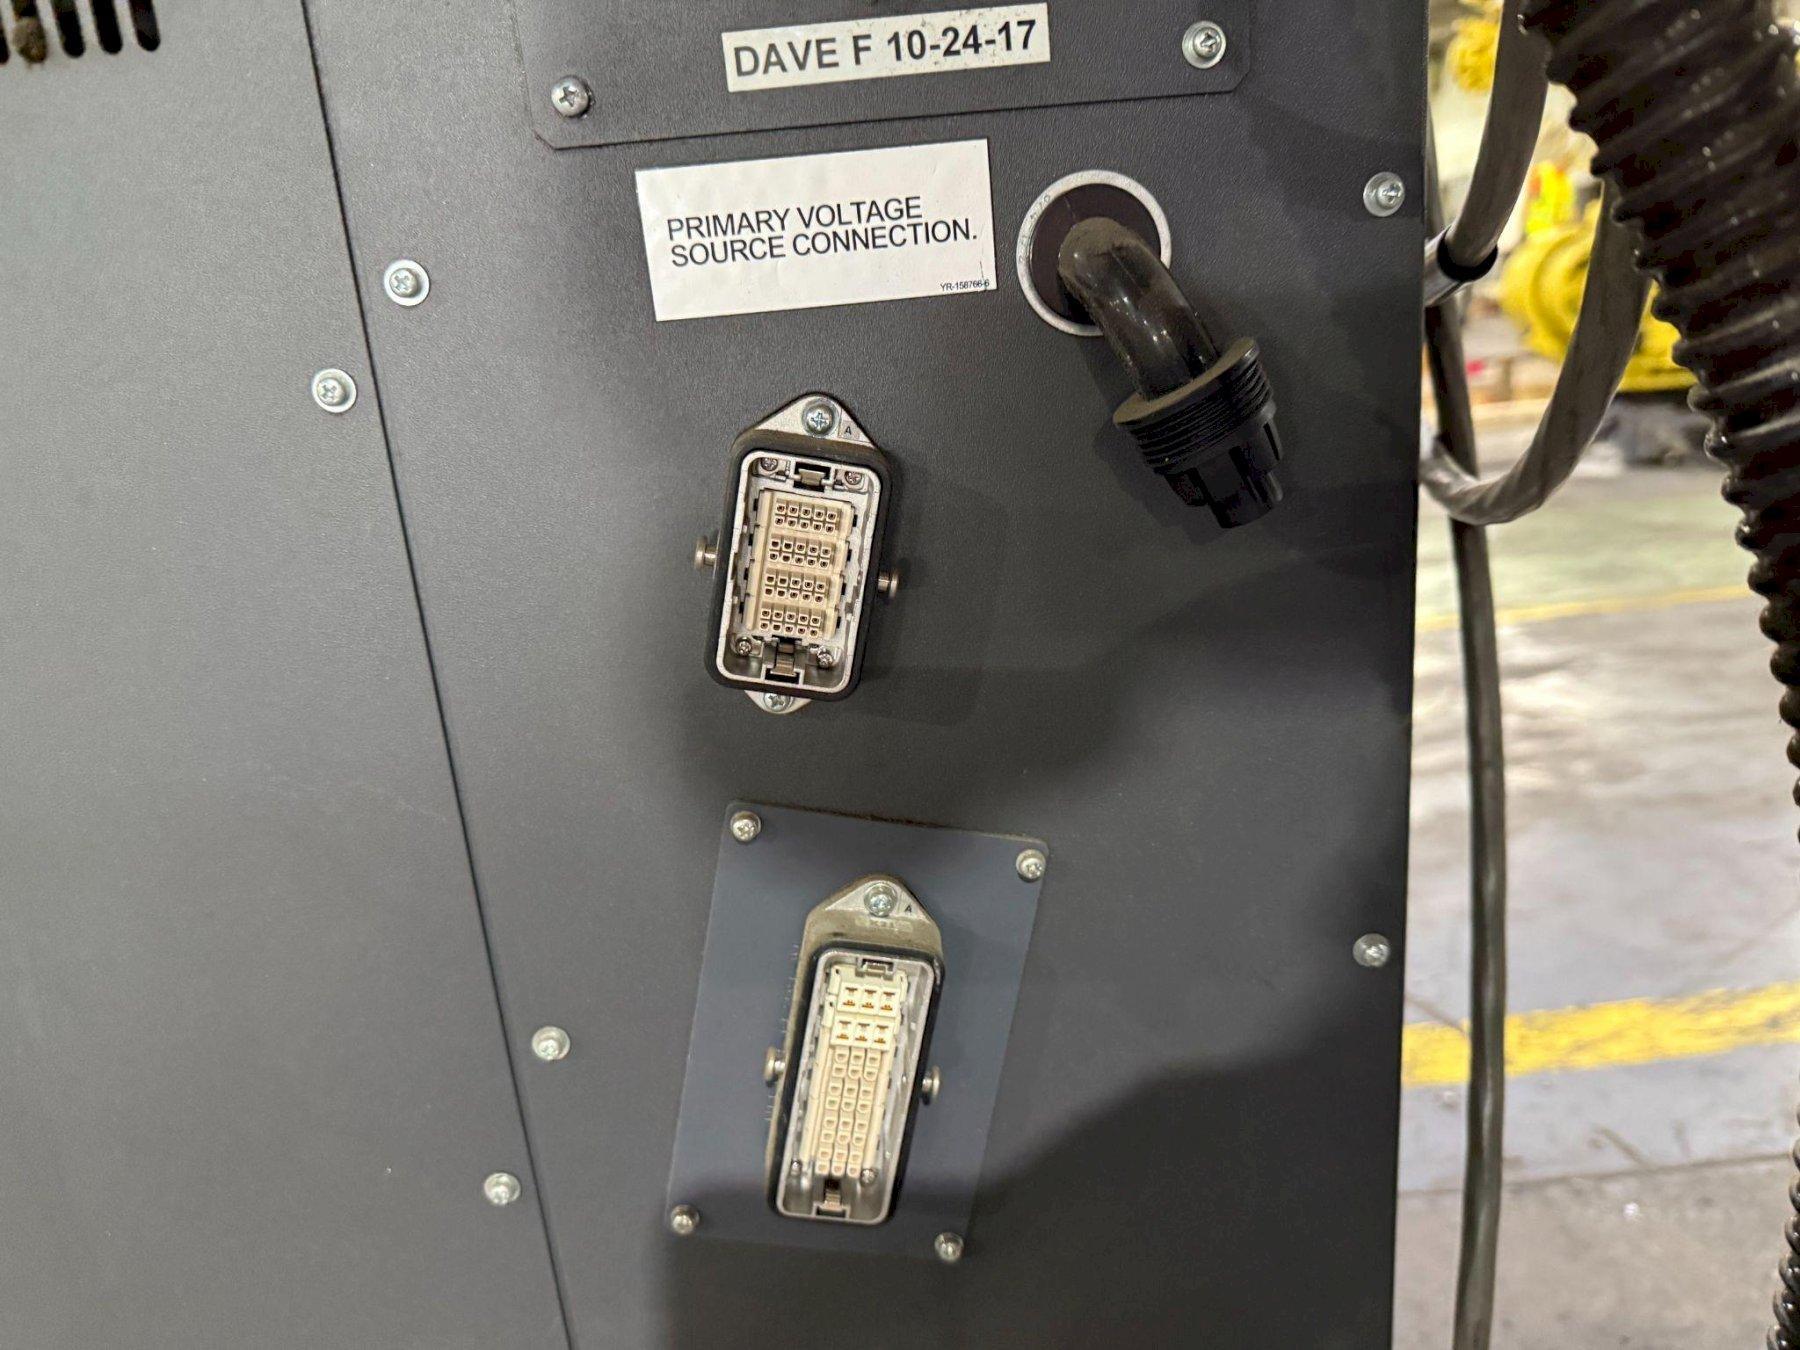 DAVE F 10-24-17
PRIMARY VOLTAGE
SOURCE CONNECTION.
YR-158766-6
A
A